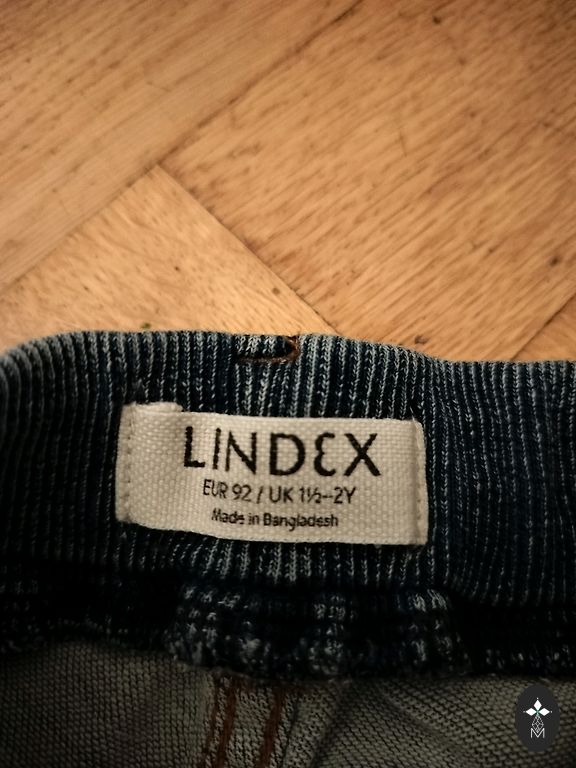 LINDEX
EUR 92 / UK 1½-2Y
Made in Bangladesh
M